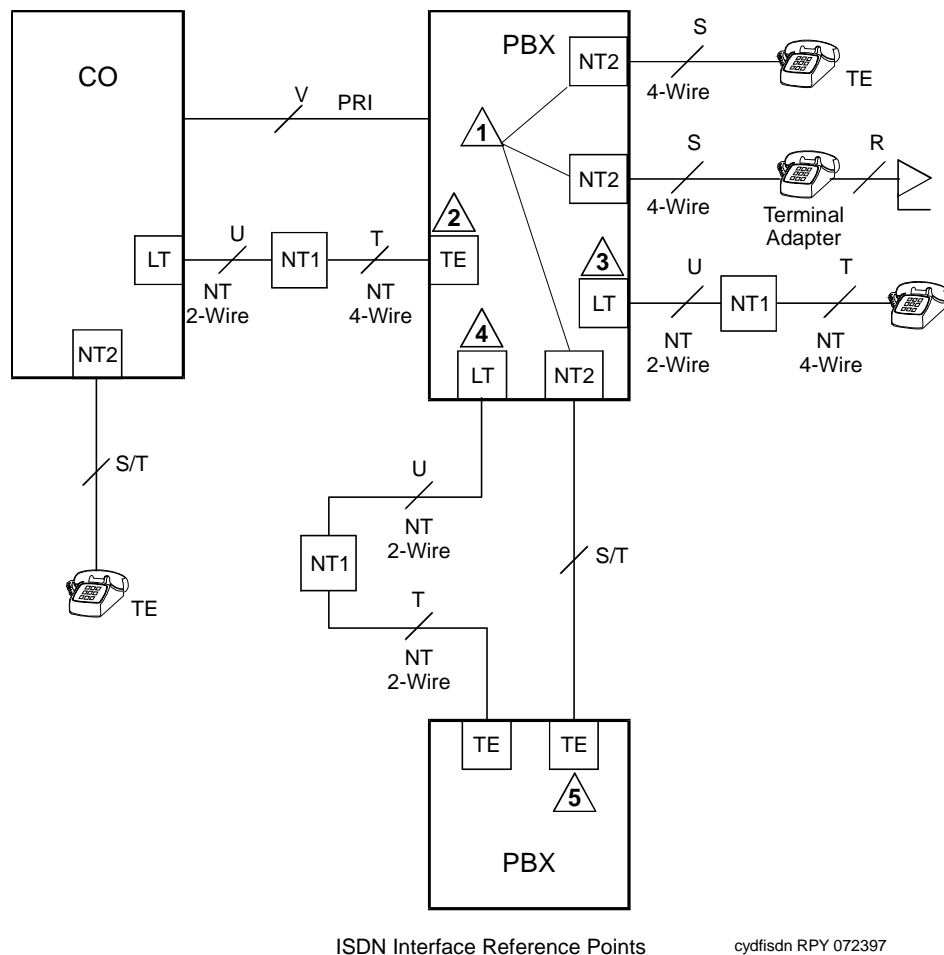 CO
PBX
NT2
S
4-Wire
TE
V
PRI
1
NT2
S
4-Wire
Terminal
Adapter
R
2
TE
LT
U
NT
2-Wire
NT1
T
NT
4-Wire
3
LT
U
NT
2-Wire
NT1
T
NT
4-Wire
NT2
4
LT
NT2
S/T
TE
U
NT
2-Wire
NT1
T
NT
2-Wire
S/T
TE
TE
5
PBX
ISDN Interface Reference Points
cydfisdn RPY 072397